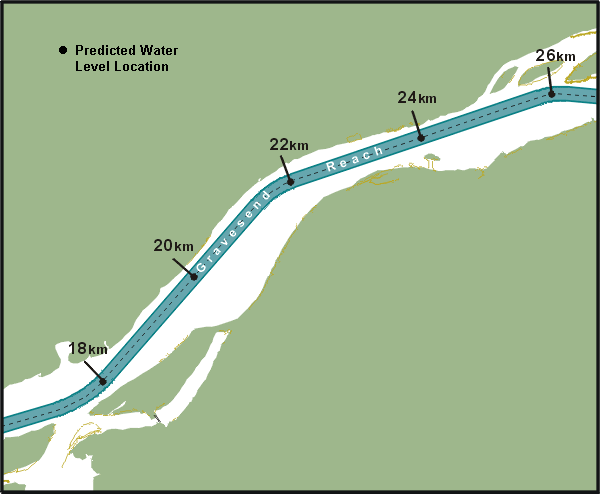 Predicted Water
Level Location
26km
24km
22km
Gravesend Reach
20km
18km